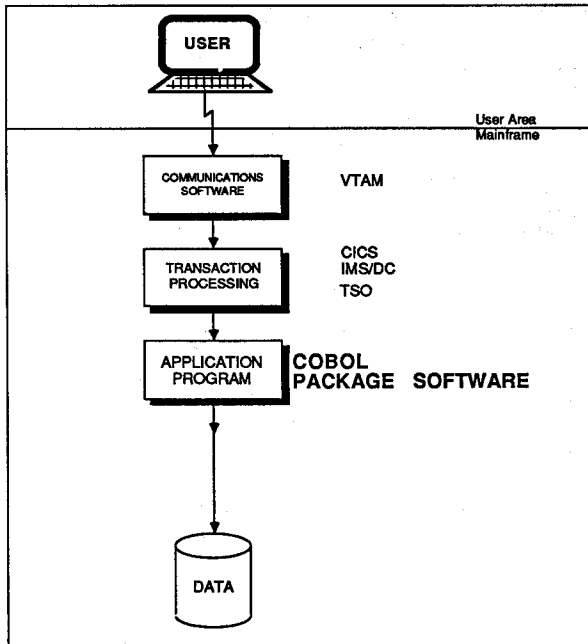 USER
User Area
Mainframe
COMMUNICATIONS
SOFTWARE
VTAM
TRANSACTION
PROCESSING
CICS
IMS/DC
TSO
APPLICATION
PROGRAM
COBOL
PACKAGE SOFTWARE
DATA